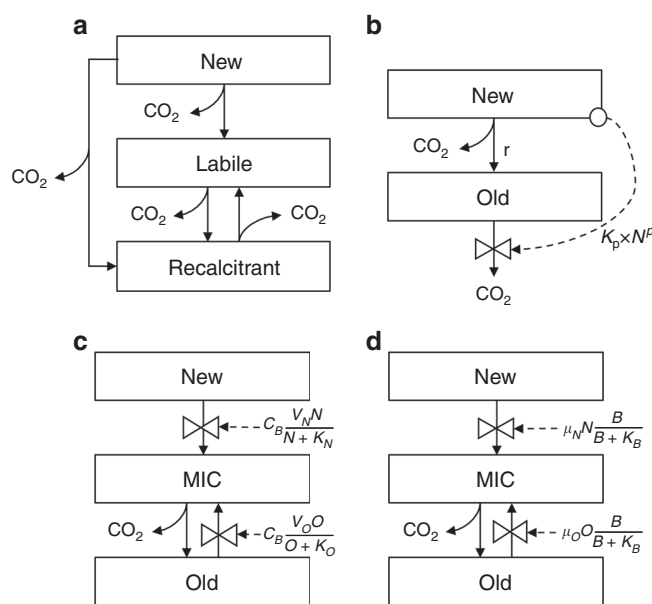 a
New
CO₂
CO₂
Labile
CO₂
CO₂
Recalcitrant
b
New
CO₂
r
Old
Kₚ×Nᵖ
CO₂
c
New
C_B V_N N / N + K_N
MIC
CO₂
C_B V_O O / O + K_O
Old
d
New
μ_N N B / B + K_B
MIC
CO₂
μ_O O B / B + K_B
Old